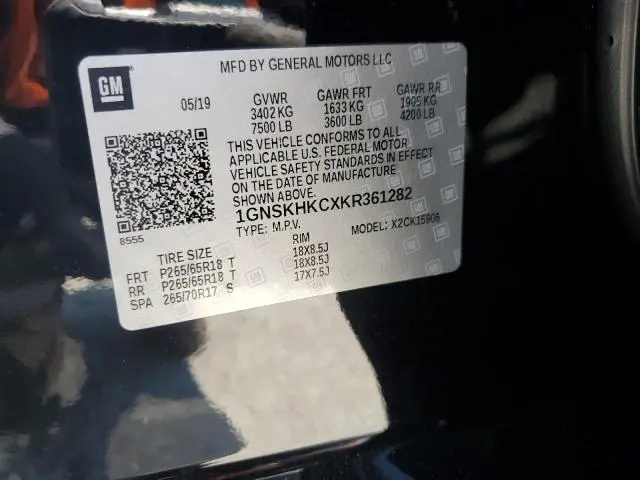 GM
MFD BY GENERAL MOTORS LLC
05/19 GVWR GAWR FRT GAWR RR
3402 KG 1633 KG 1905 KG
7500 LB 3600 LB 4200 LB
THIS VEHICLE CONFORMS TO ALL
APPLICABLE U.S. FEDERAL MOTOR
VEHICLE SAFETY STANDARDS IN EFFECT
ON THE DATE OF MANUFACTURE
SHOWN ABOVE.
1GNSKHKCXKR361282
8555 TYPE: M.P.V. MODEL: X2CK15906
TIRE SIZE RIM
FRT P265/65R18 T 18X8.5J
RR P265/65R18 T 18X8.5J
SPA 265/70R17 S 17X7.5J